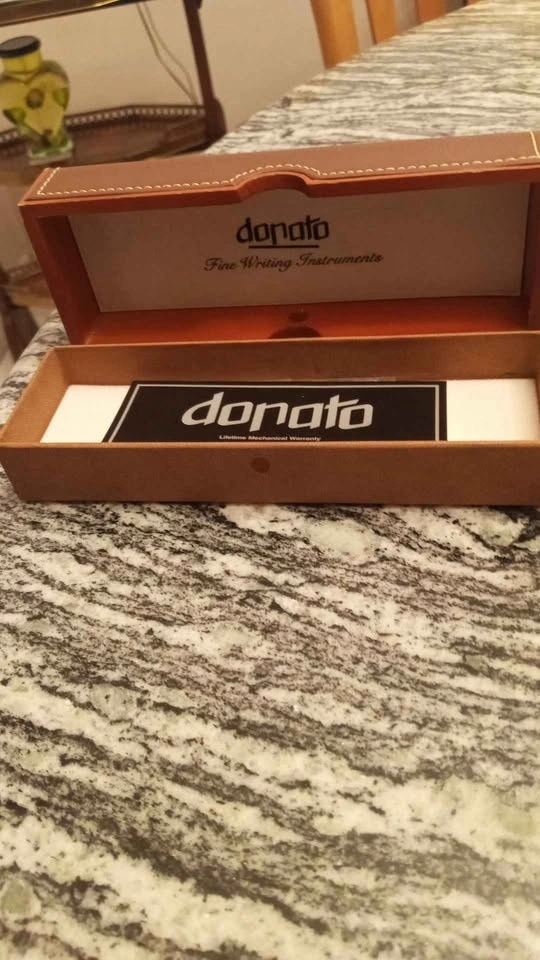 donato
Fine Writing Instruments
donato
Lifetime Mechanical Warranty